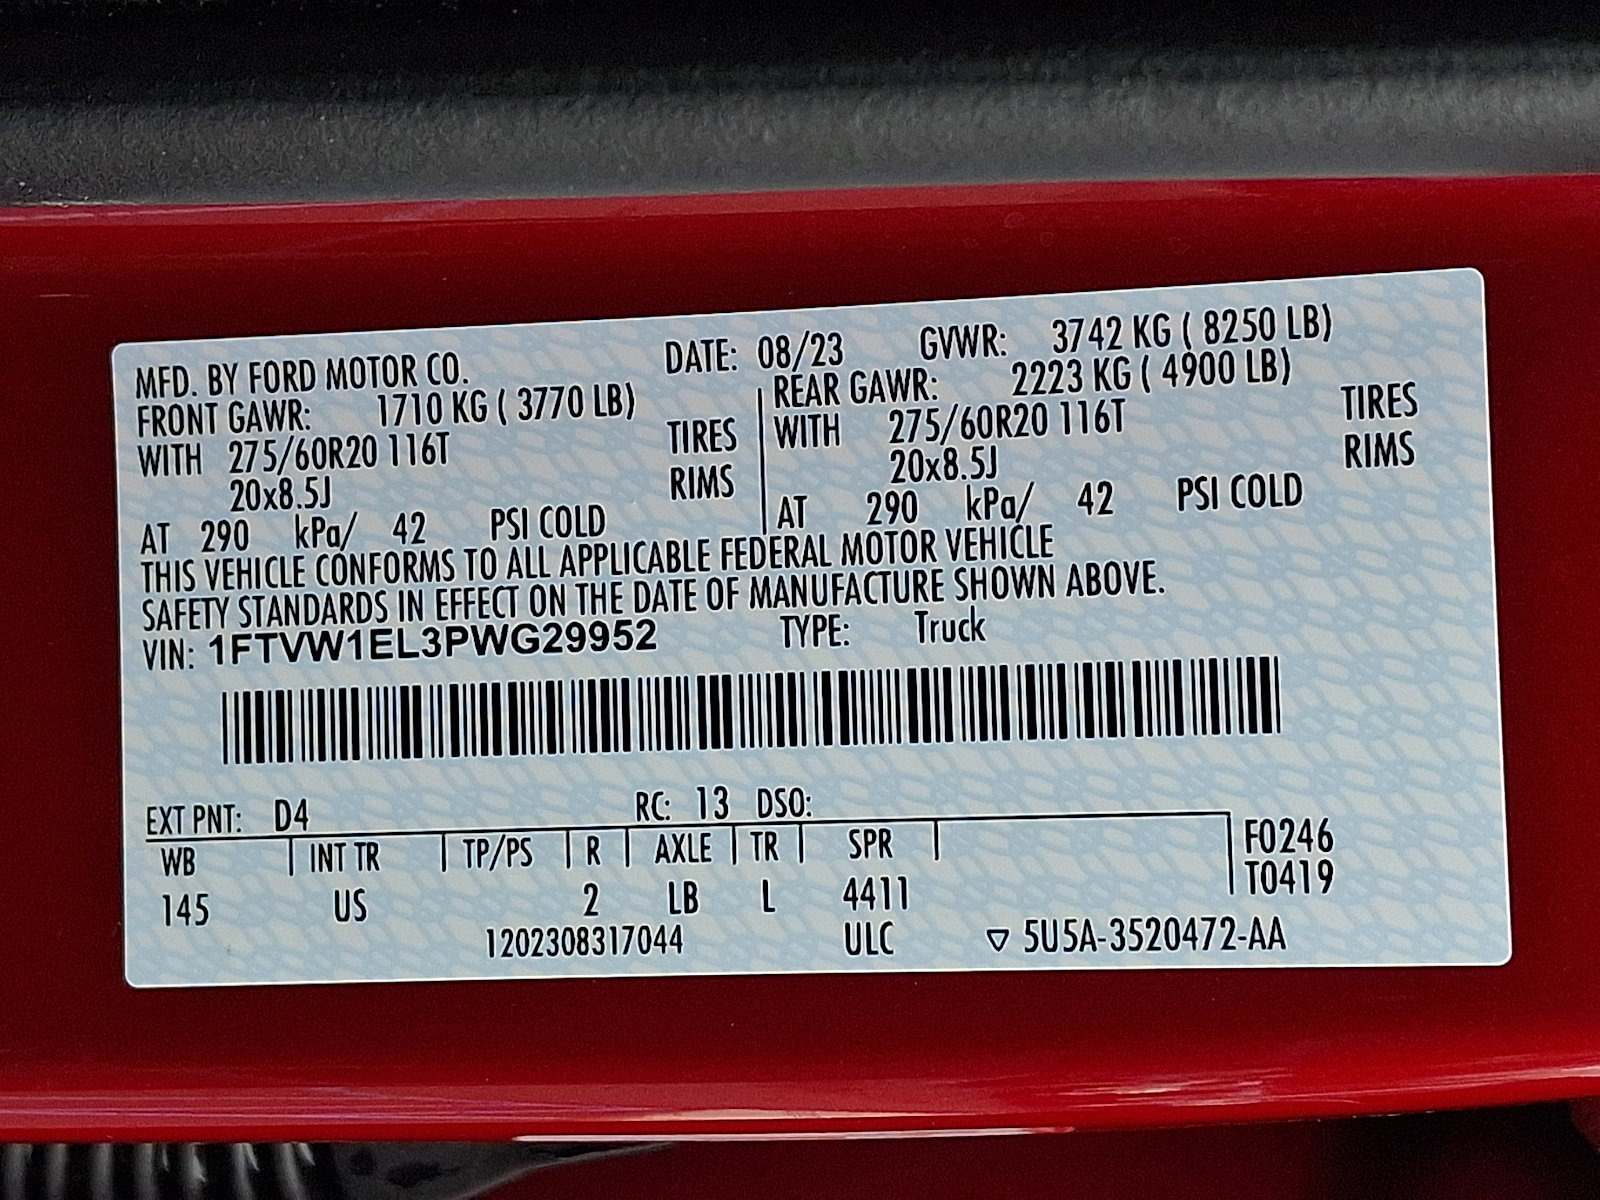 MFD. BY FORD MOTOR CO. DATE: 08/23 GVWR: 3742 KG ( 8250 LB)
FRONT GAWR: 1710 KG ( 3770 LB) REAR GAWR: 2223 KG ( 4900 LB)
WITH 275/60R20 116T TIRES WITH 275/60R20 116T TIRES
20x8.5J RIMS 20x8.5J RIMS
AT 290 kPa/ 42 PSI COLD AT 290 kPa/ 42 PSI COLD
THIS VEHICLE CONFORMS TO ALL APPLICABLE FEDERAL MOTOR VEHICLE
SAFETY STANDARDS IN EFFECT ON THE DATE OF MANUFACTURE SHOWN ABOVE.
VIN: 1FTVW1EL3PWG29952 TYPE: Truck
EXT PNT: D4 RC: 13 DSO:
WB INT TR TP/PS R AXLE TR SPR F0246
145 US 2 LB L 4411 T0419
1202308317044 ULC ▽ 5U5A-3520472-AA